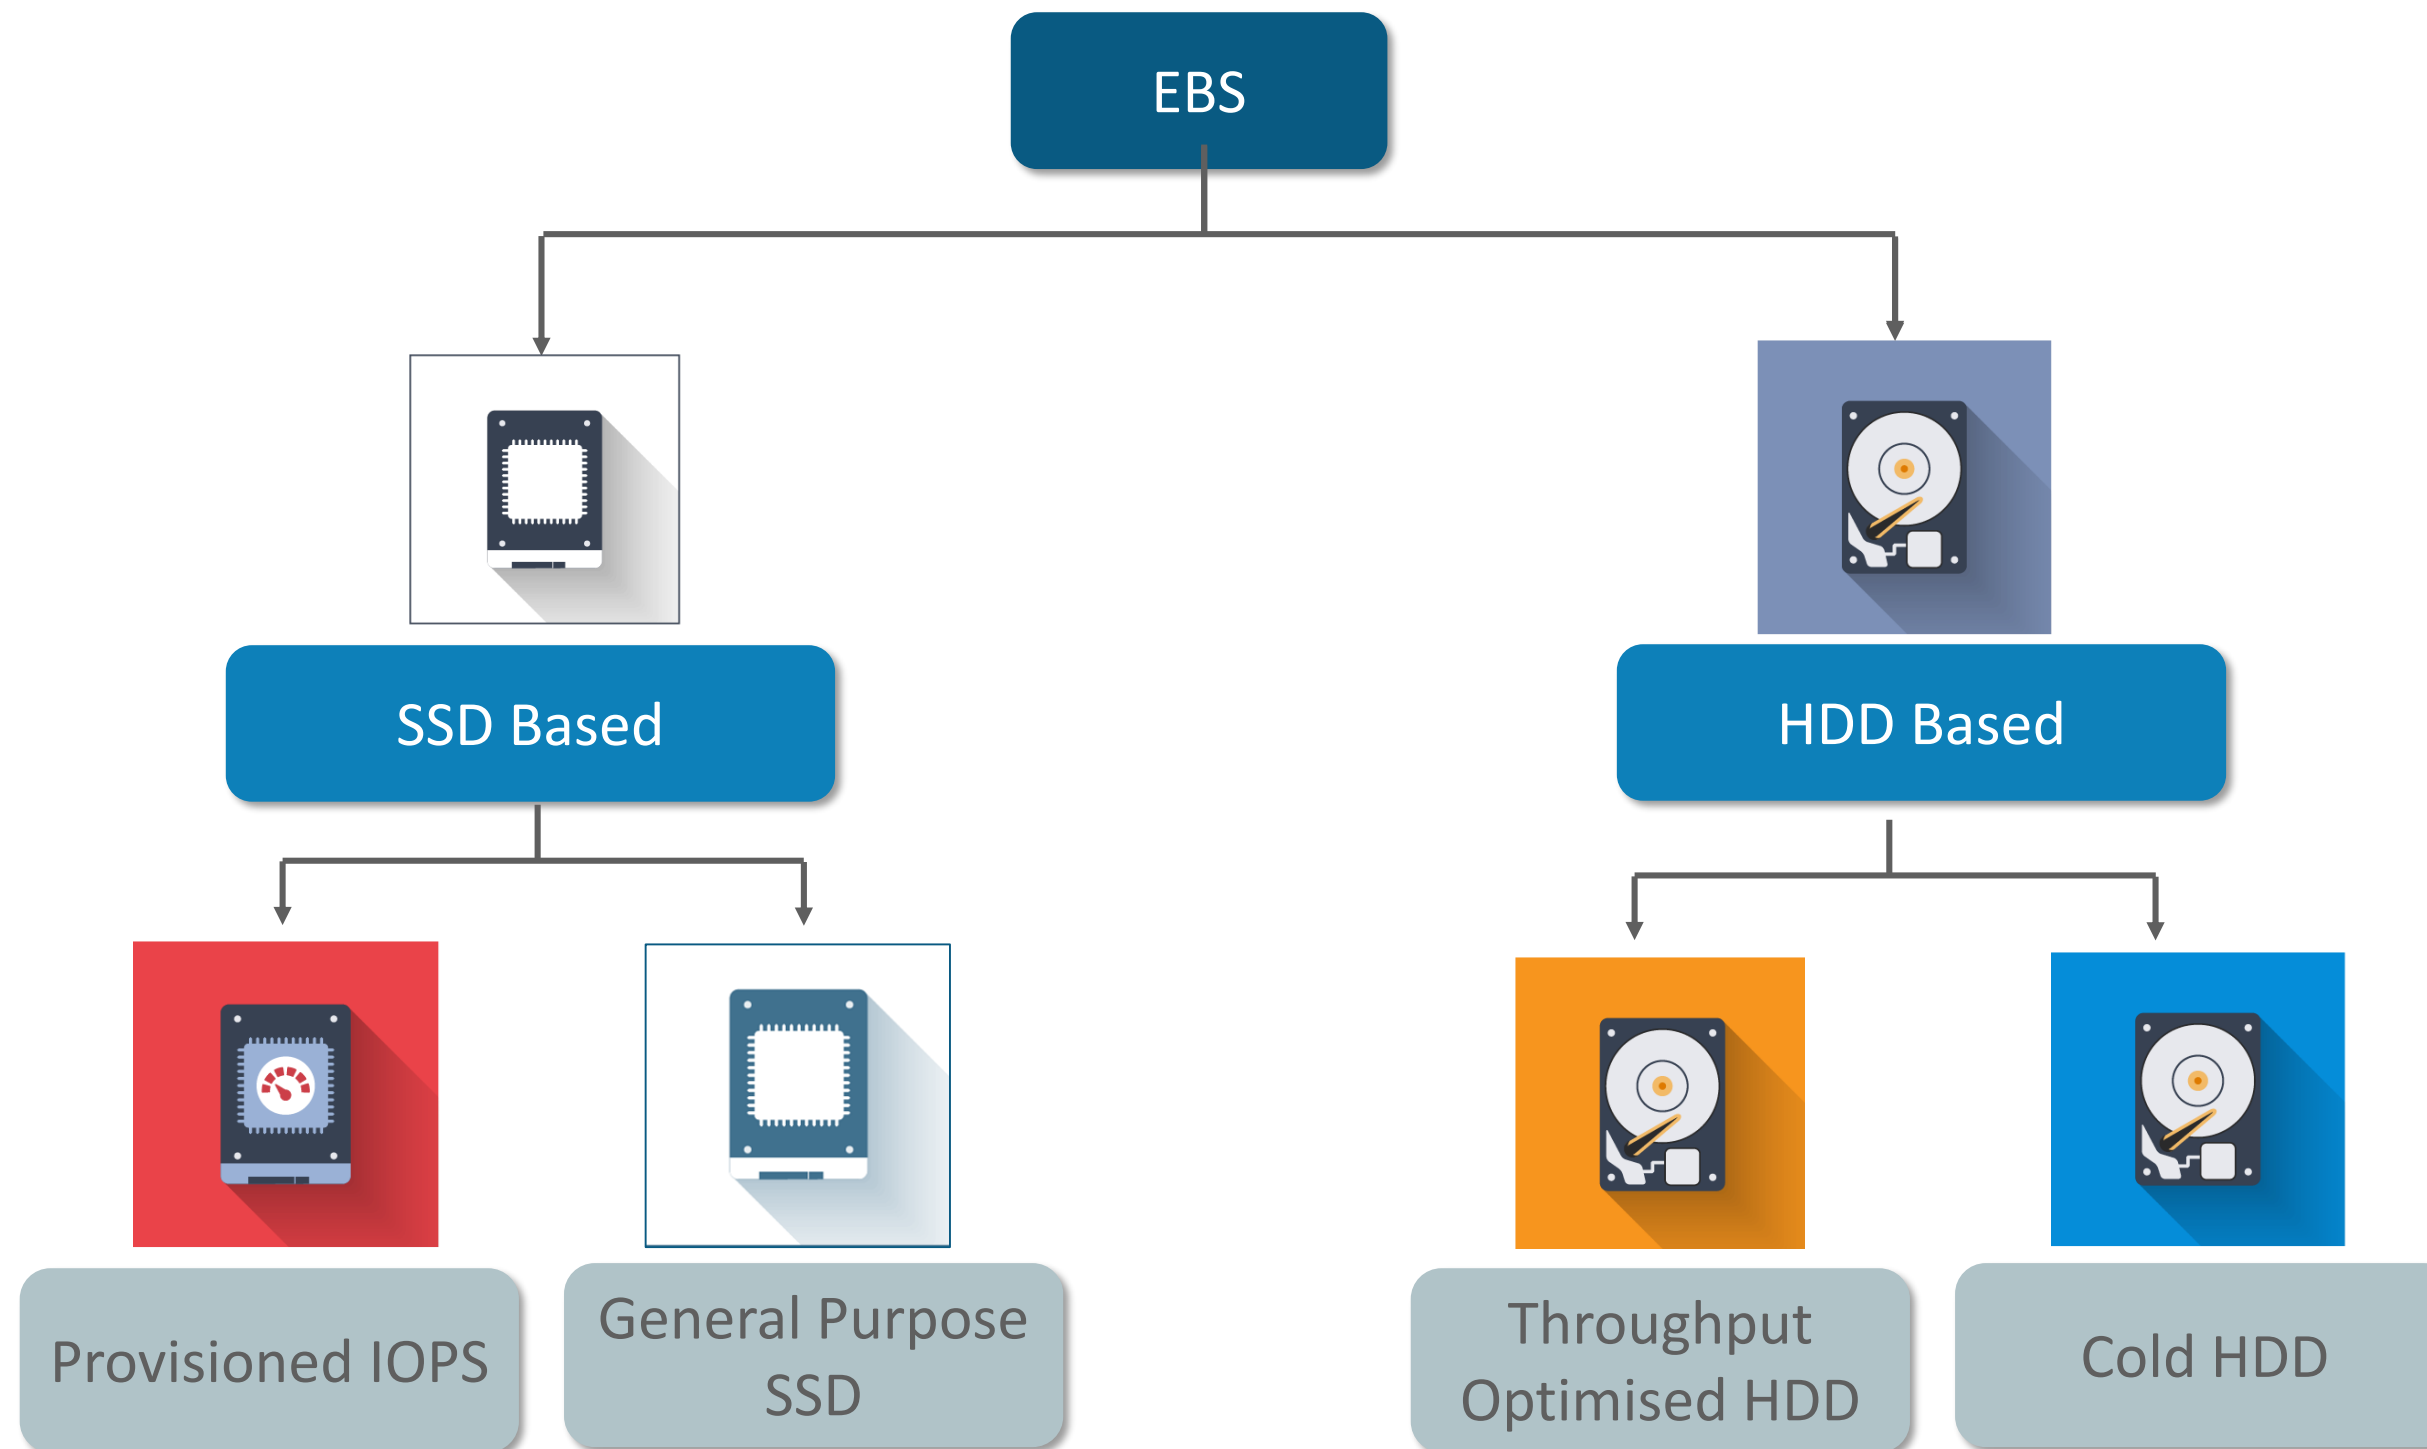 EBS
SSD Based
HDD Based
Provisioned IOPS
General Purpose
SSD
Throughput
Optimised HDD
Cold HDD